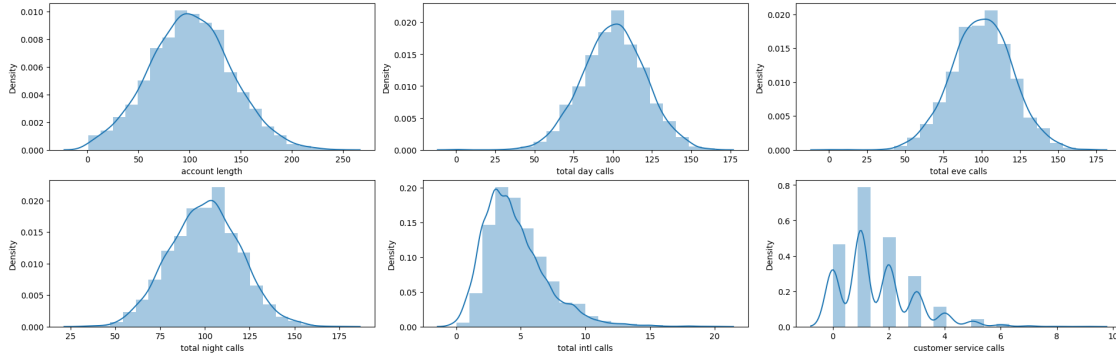 0.010
0.008
0.006
0.004
0.002
0.000
Density
0 50 100 150 200 250
account length
0.020
0.015
0.010
0.005
0.000
Density
0 25 50 75 100 125 150 175
total day calls
0.020
0.015
0.010
0.005
0.000
Density
0 25 50 75 100 125 150 175
total eve calls
0.020
0.015
0.010
0.005
0.000
Density
25 50 75 100 125 150 175
total night calls
0.20
0.15
0.10
0.05
0.00
Density
0 5 10 15 20
total intl calls
0.8
0.6
0.4
0.2
0.0
Density
0 2 4 6 8 10
customer service calls